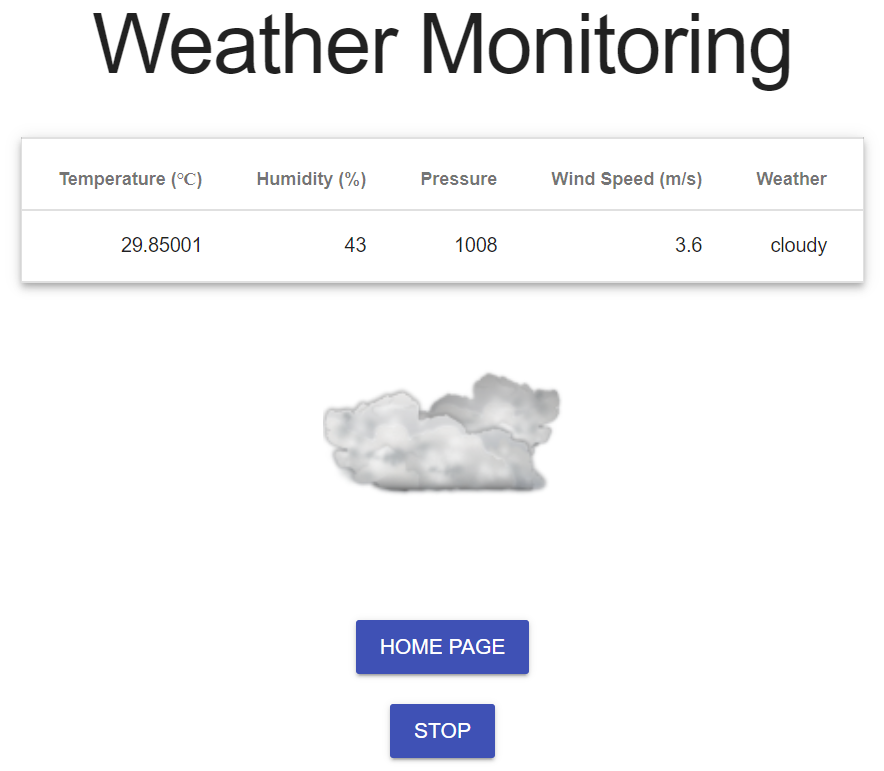 Weather Monitoring
Temperature (℃) Humidity (%) Pressure Wind Speed (m/s) Weather
29.85001 43 1008 3.6 cloudy
HOME PAGE
STOP